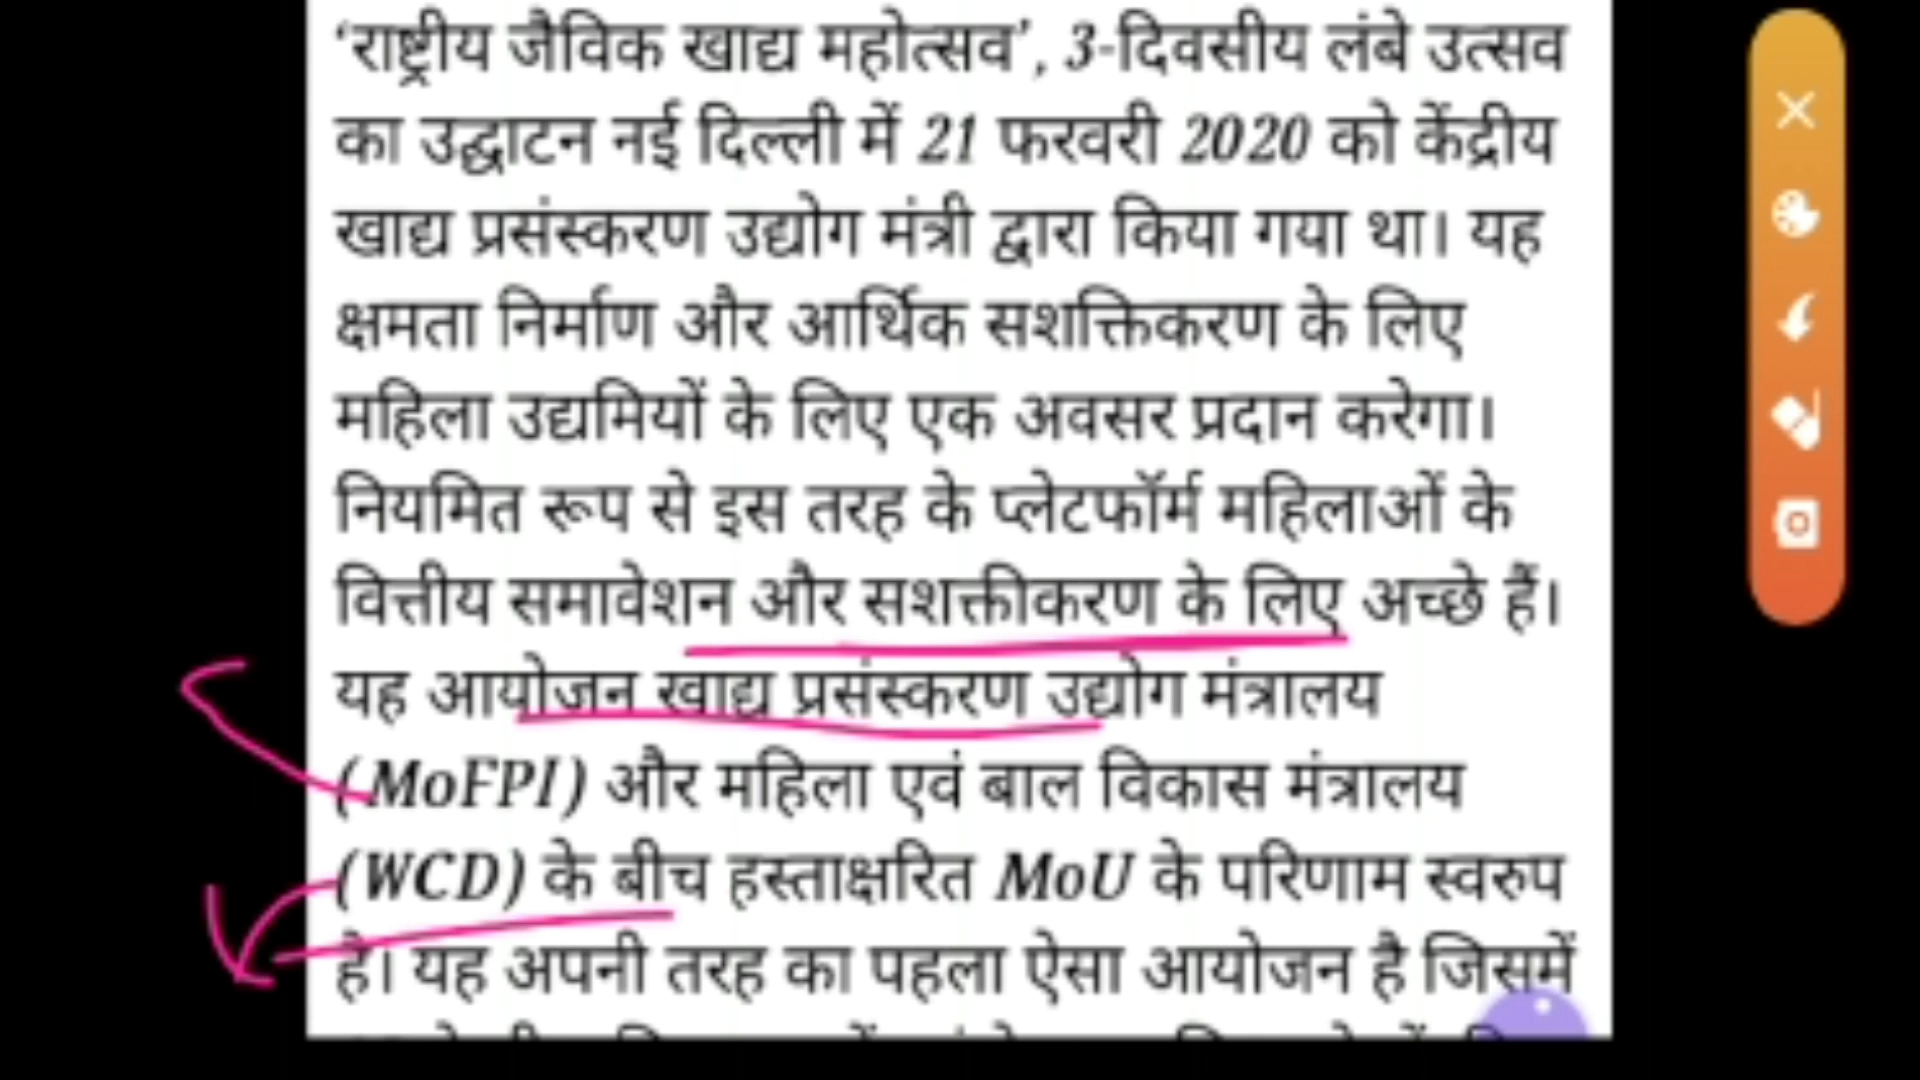 ‘राष्ट्रीय जैविक खाद्य महोत्सव’, 3-दिवसीय लंबे उत्सव
का उद्घाटन नई दिल्ली में 21 फरवरी 2020 को केंद्रीय
खाद्य प्रसंस्करण उद्योग मंत्री द्वारा किया गया था। यह
क्षमता निर्माण और आर्थिक सशक्तिकरण के लिए
महिला उद्यमियों के लिए एक अवसर प्रदान करेगा।
नियमित रूप से इस तरह के प्लेटफॉर्म महिलाओं के
वित्तीय समावेशन और सशक्तीकरण के लिए अच्छे हैं।
यह आयोजन खाद्य प्रसंस्करण उद्योग मंत्रालय
(MoFPI) और महिला एवं बाल विकास मंत्रालय
(WCD) के बीच हस्ताक्षरित MoU के परिणाम स्वरुप
है। यह अपनी तरह का पहला ऐसा आयोजन है जिसमें